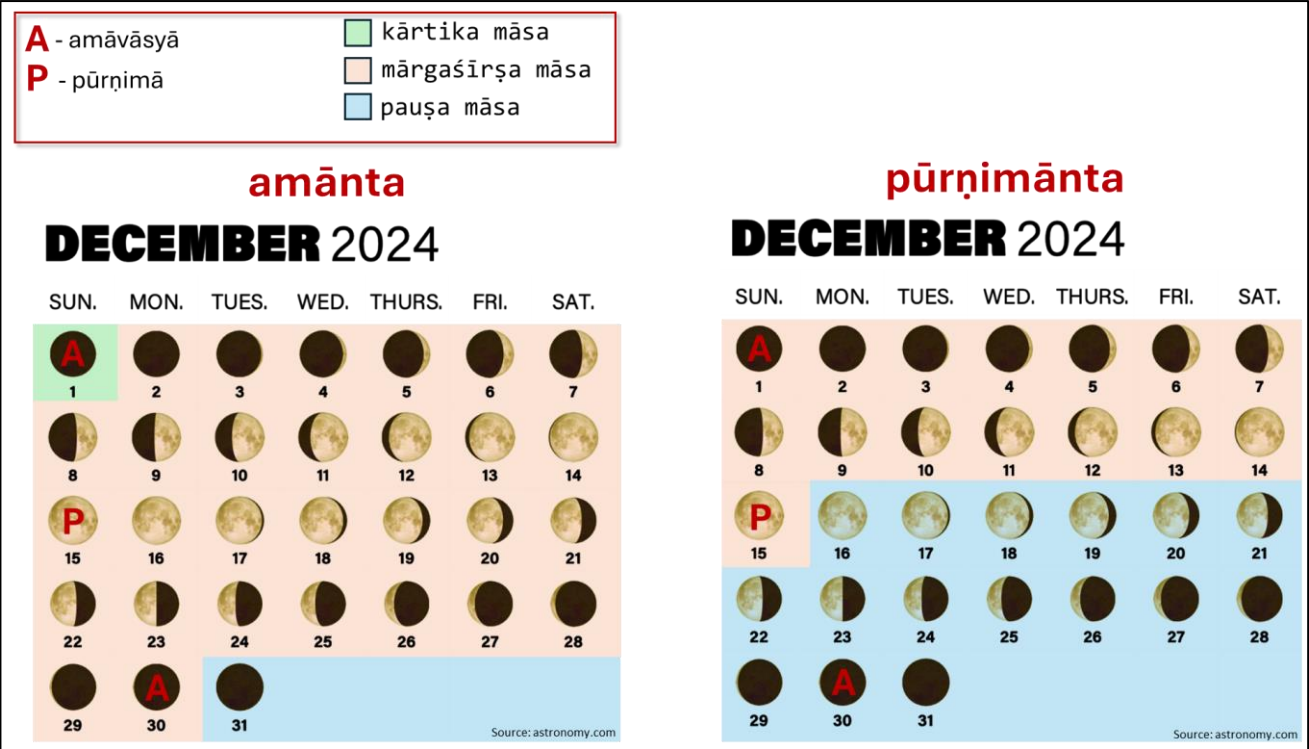 A - amāvāsyā
P - pūrṇimā
kārtika māsa
mārgaśīrṣa māsa
pauṣa māsa
amānta
DECEMBER 2024
SUN. MON. TUES. WED. THURS. FRI. SAT.
A
1 2 3 4 5 6 7
8 9 10 11 12 13 14
P
15 16 17 18 19 20 21
22 23 24 25 26 27 28
A
29 30 31
Source: astronomy.com
pūrṇimānta
DECEMBER 2024
SUN. MON. TUES. WED. THURS. FRI. SAT.
A
1 2 3 4 5 6 7
8 9 10 11 12 13 14
P
15 16 17 18 19 20 21
22 23 24 25 26 27 28
A
29 30 31
Source: astronomy.com